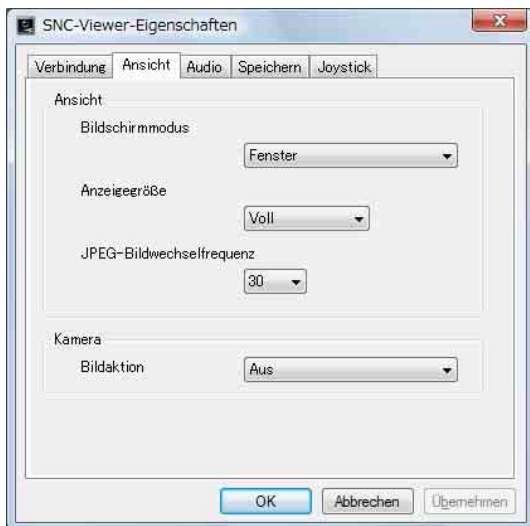 SNC-Viewer-Eigenschaften
Verbindung Ansicht Audio Speichern Joystick
Ansicht
Bildschirmmodus
Fenster
Anzeigegröße
Voll
JPEG-Bildwechselfrequenz
30
Kamera
Bildaktion Aus
OK Abbrechen Übernehmen